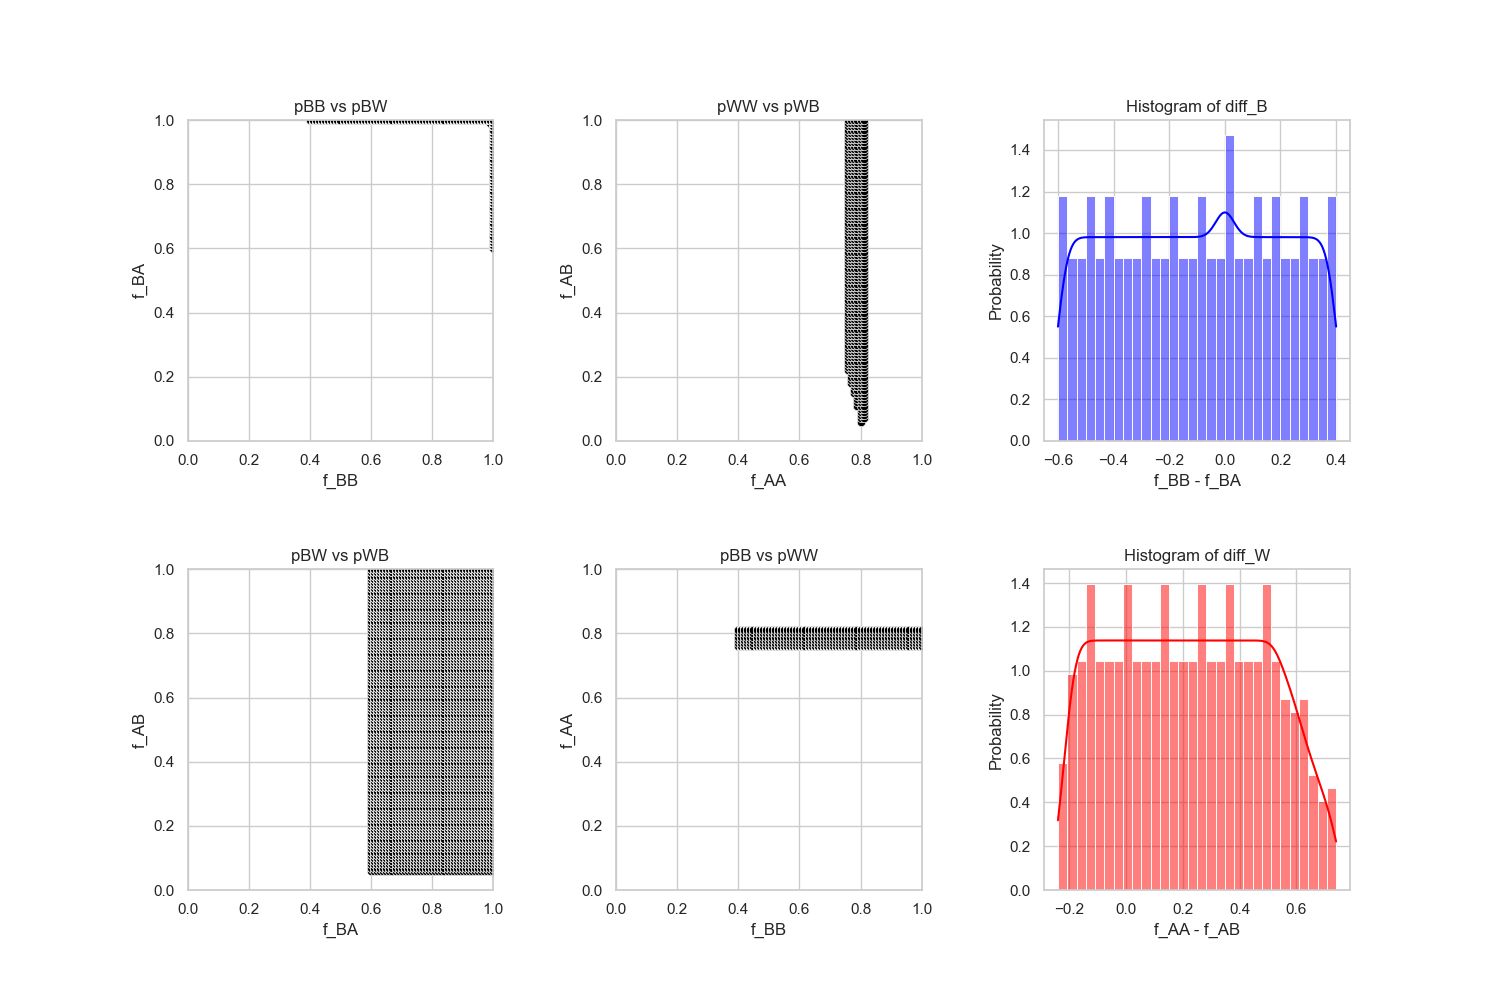 pBB vs pBW
1.0
0.8
0.6
0.4
0.2
0.0
f_BA
0.0 0.2 0.4 0.6 0.8 1.0
f_BB
pWW vs pWB
1.0
0.8
0.6
0.4
0.2
0.0
f_AB
0.0 0.2 0.4 0.6 0.8 1.0
f_AA
Histogram of diff_B
1.4
1.2
1.0
0.8
0.6
0.4
0.2
0.0
Probability
−0.6 −0.4 −0.2 0.0 0.2 0.4
f_BB - f_BA
pBW vs pWB
1.0
0.8
0.6
0.4
0.2
0.0
f_AB
0.0 0.2 0.4 0.6 0.8 1.0
f_BA
pBB vs pWW
1.0
0.8
0.6
0.4
0.2
0.0
f_AA
0.0 0.2 0.4 0.6 0.8 1.0
f_BB
Histogram of diff_W
1.4
1.2
1.0
0.8
0.6
0.4
0.2
0.0
Probability
−0.2 0.0 0.2 0.4 0.6
f_AA - f_AB